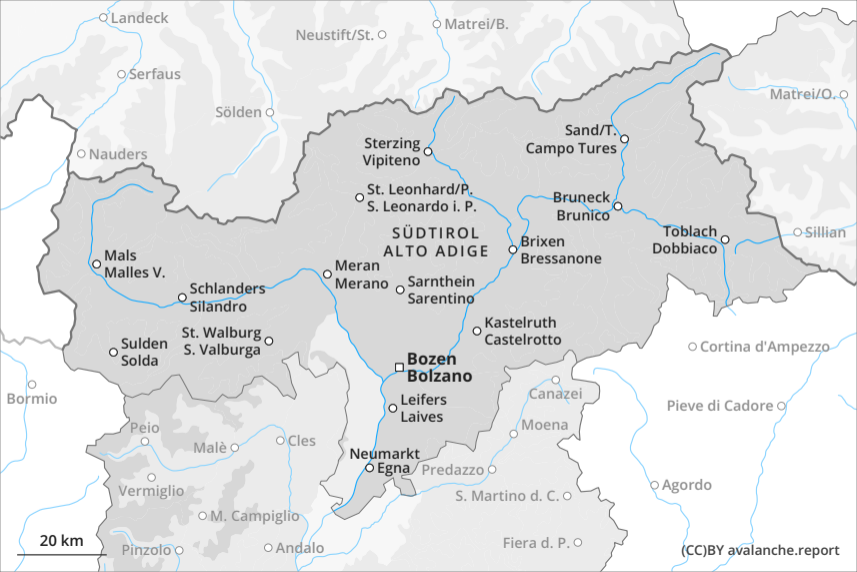 Landeck
Matrei/B.
Neustift/St.
Serfaus
Matrei/O.
Sölden
Nauders
Sterzing
Vipiteno
Sand/T.
Campo Tures
St. Leonhard/P.
S. Leonardo i. P.
Bruneck
Brunico
SÜDTIROL
ALTO ADIGE
Toblach
Dobbiaco
Sillian
Brixen
Bressanone
Mals
Malles V.
Meran
Merano
Sarnthein
Sarentino
Schlanders
Silandro
St. Walburg
S. Valburga
Kastelruth
Castelrotto
Sulden
Solda
Bozen
Bolzano
Cortina d'Ampezzo
Bormio
Canazei
Leifers
Laives
Pieve di Cadore
Peio
Moena
Malè
Cles
Neumarkt
Egna
Predazzo
Vermiglio
Agordo
S. Martino d. C.
M. Campiglio
20 km
Pinzolo
Andalo
Fiera d. P.
(CC)BY avalanche.report